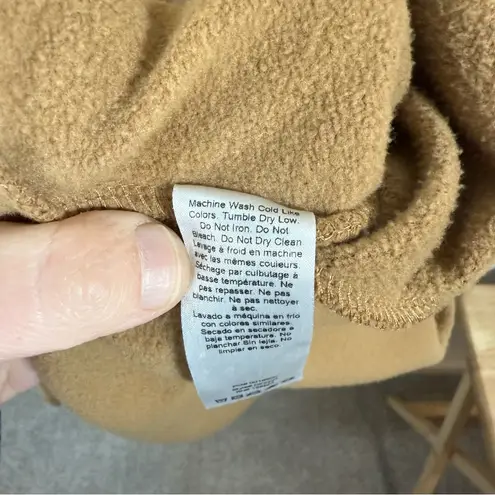 Machine Wash Cold Like
Colors. Tumble Dry Low.
Do Not Iron. Do Not
Bleach. Do Not Dry Clean
Lavage à froid en machine
avec les mêmes couleurs.
Séchage par culbutage à
basse température. Ne
pas repasser. Ne pas
blanchir. Ne pas nettoyer
à sec.
Lavado a máquina en frío
con colores similares.
Secado en secadora a
baja temperatura. No
planchar Sin lejía. No
limpiar en seco.